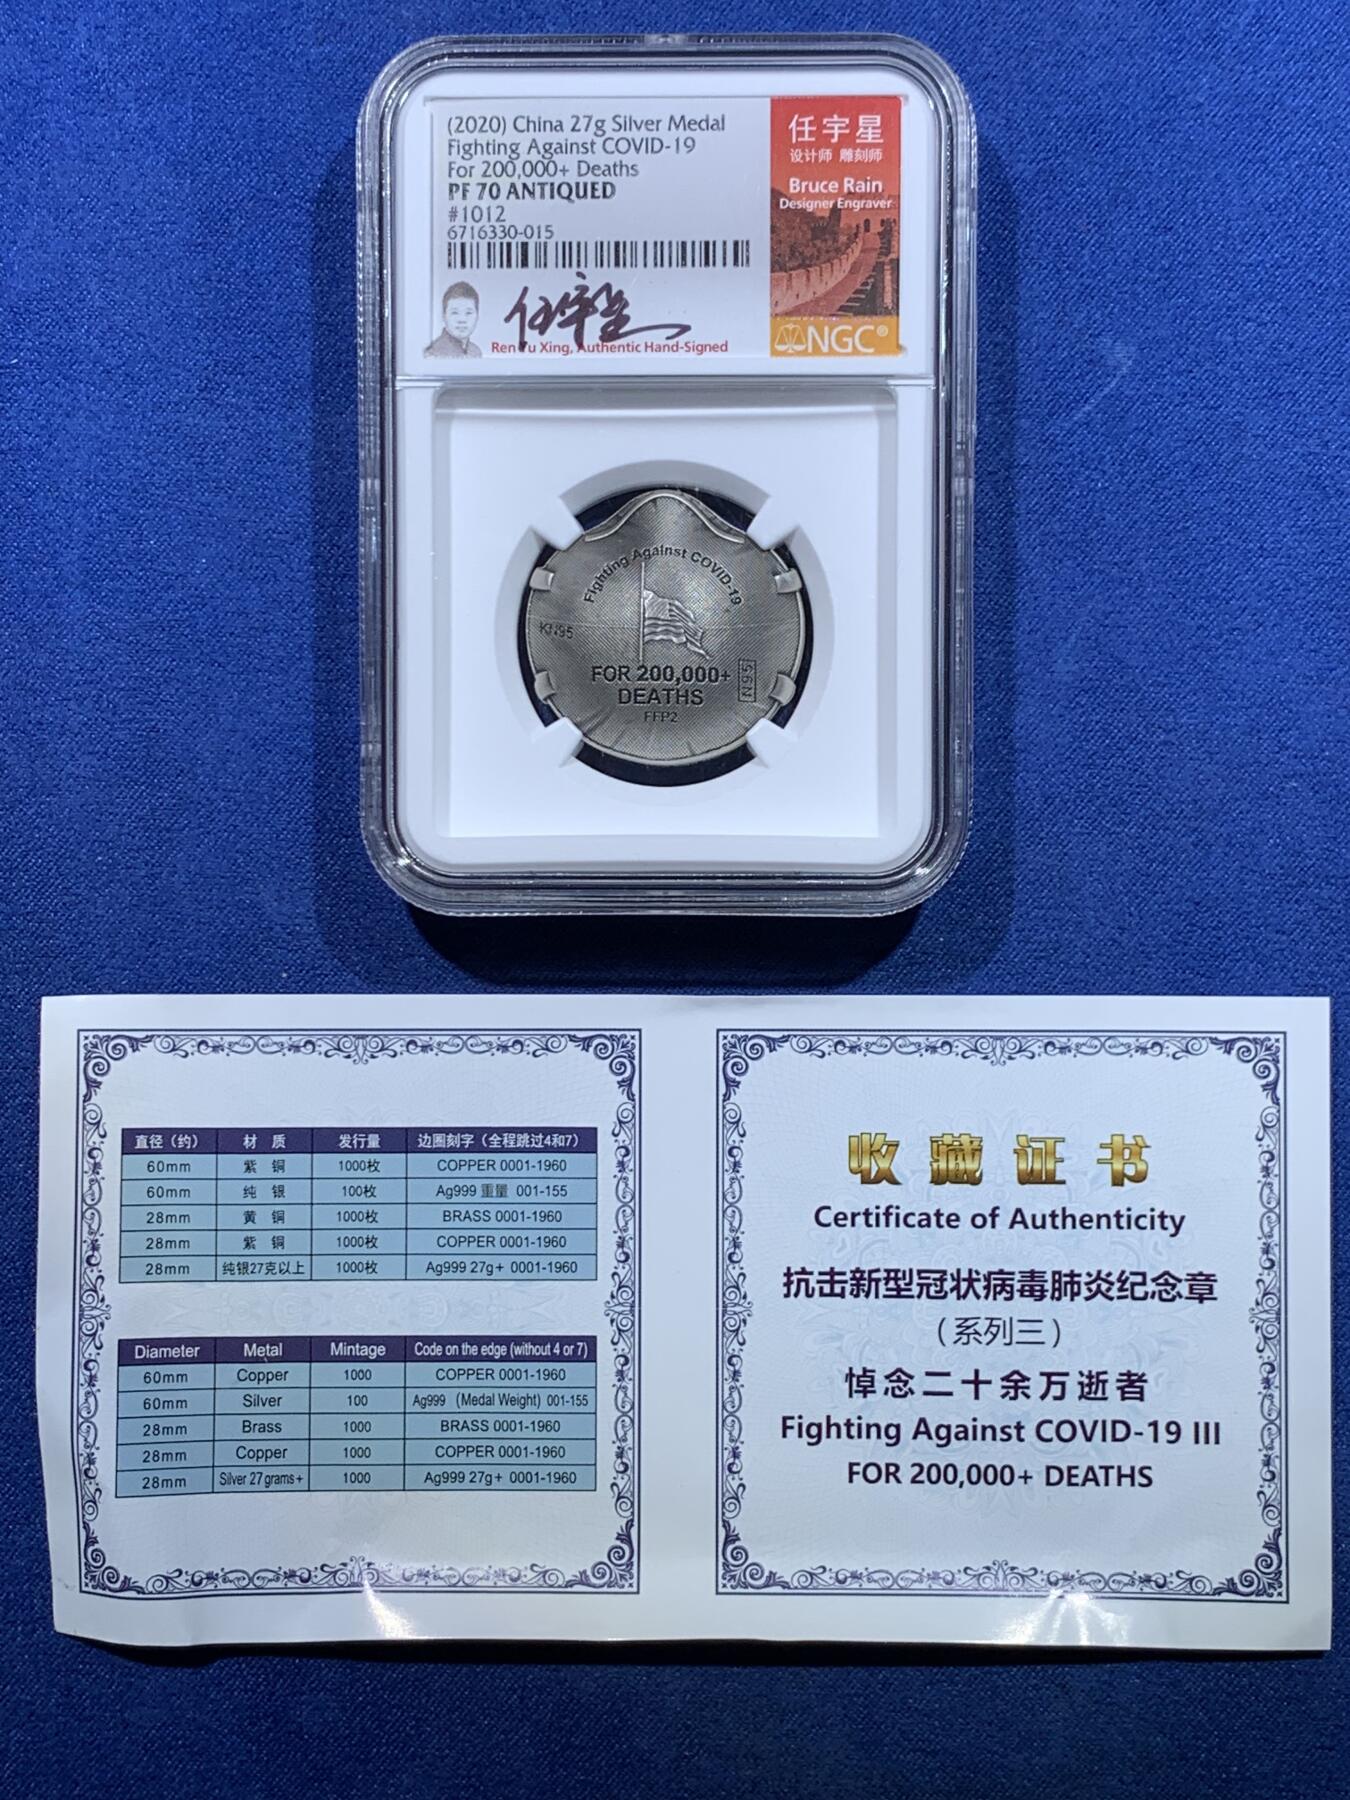 (2020) China 27g Silver Medal
Fighting Against COVID-19
For 200,000+ Deaths
PF 70 ANTIQUED
#1012
6716330-015
任宇星
Ren Yu Xing, Authentic Hand-Signed
任宇星
设计师 雕刻师
Bruce Rain
Designer Engraver
NGC®
Fighting Against COVID-19
KN95
FOR 200,000+
DEATHS
N95
FFP2
直径（约） 材 质 发行量 边圈刻字（全程跳过4和7）
60mm 紫 铜 1000枚 COPPER 0001-1960
60mm 纯 银 100枚 Ag999 重量 001-155
28mm 黄 铜 1000枚 BRASS 0001-1960
28mm 紫 铜 1000枚 COPPER 0001-1960
28mm 纯银27克以上 1000枚 Ag999 27g+ 0001-1960
Diameter Metal Mintage Code on the edge (without 4 or 7)
60mm Copper 1000 COPPER 0001-1960
60mm Silver 100 Ag999 (Medal Weight) 001-155
28mm Brass 1000 BRASS 0001-1960
28mm Copper 1000 COPPER 0001-1960
28mm Silver 27 grams+ 1000 Ag999 27g+ 0001-1960
收藏证书
Certificate of Authenticity
抗击新型冠状病毒肺炎纪念章
（系列三）
悼念二十余万逝者
Fighting Against COVID-19 III
FOR 200,000+ DEATHS